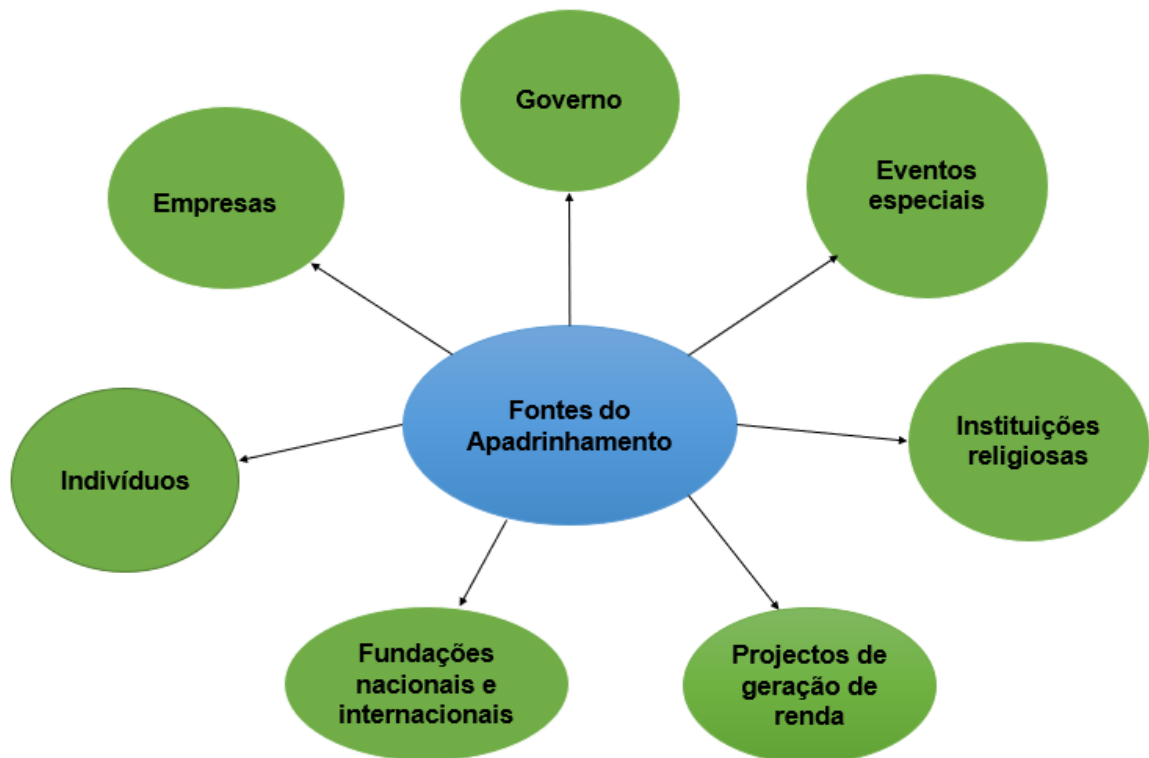 Governo
Eventos
especiais
Empresas
Fontes do
Apadrinhamento
Instituições
religiosas
Indivíduos
Fundações
nacionais e
internacionais
Projectos de
geração de
renda